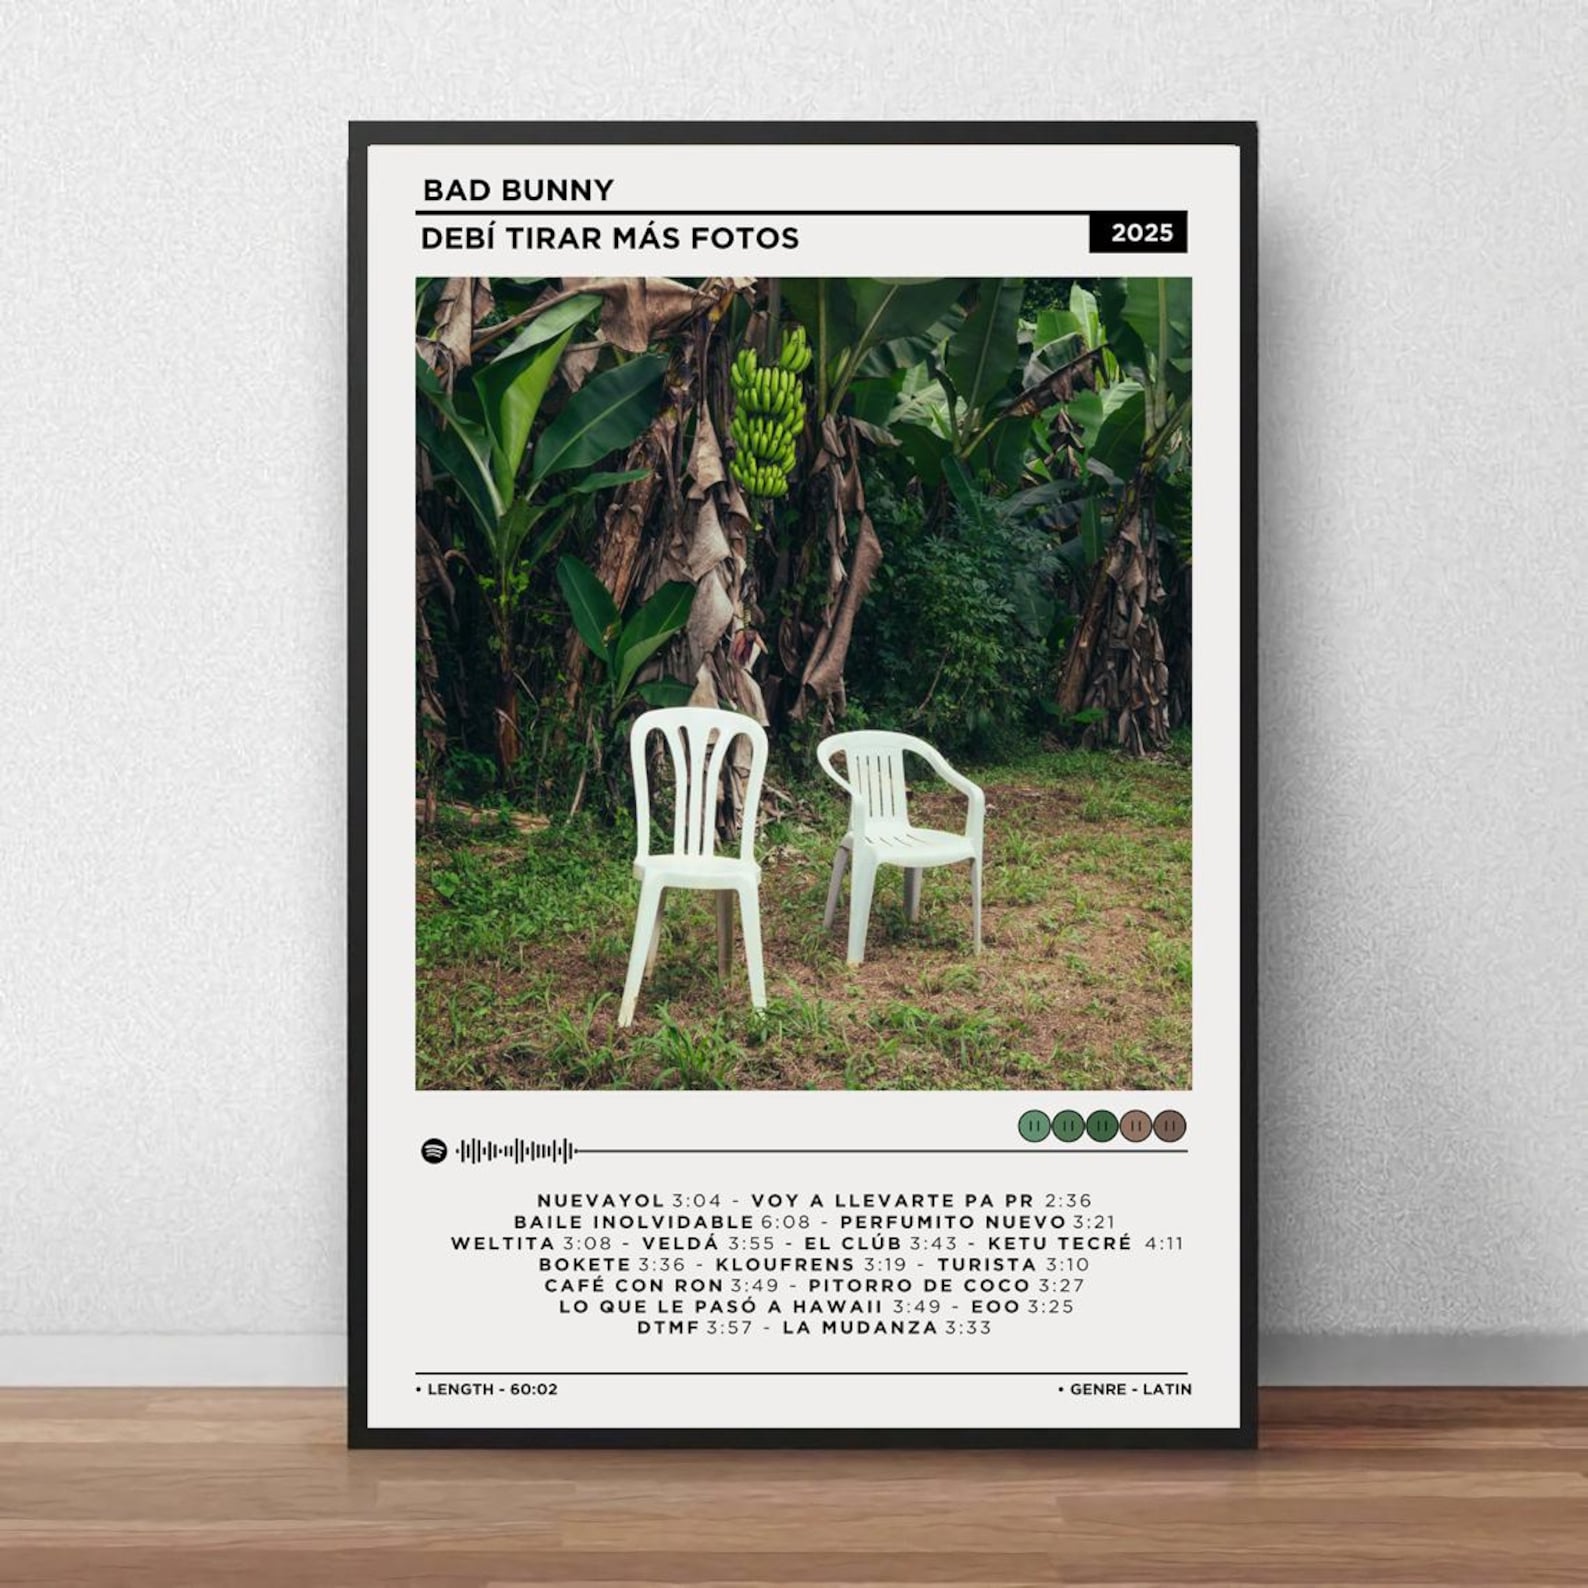 BAD BUNNY
DEBÍ TIRAR MÁS FOTOS
2025
NUEVAYOL 3:04 - VOY A LLEVARTE PA PR 2:36
BAILE INOLVIDABLE 6:08 - PERFUMITO NUEVO 3:21
WELTITA 3:08 - VELDÁ 3:55 - EL CLÚB 3:43 - KETU TECRÉ 4:11
BOKETE 3:36 - KLOUFRENS 3:19 - TURISTA 3:10
CAFÉ CON RON 3:49 - PITORRO DE COCO 3:27
LO QUE LE PASÓ A HAWAII 3:49 - EOO 3:25
DTMF 3:57 - LA MUDANZA 3:33
• LENGTH - 60:02
• GENRE - LATIN